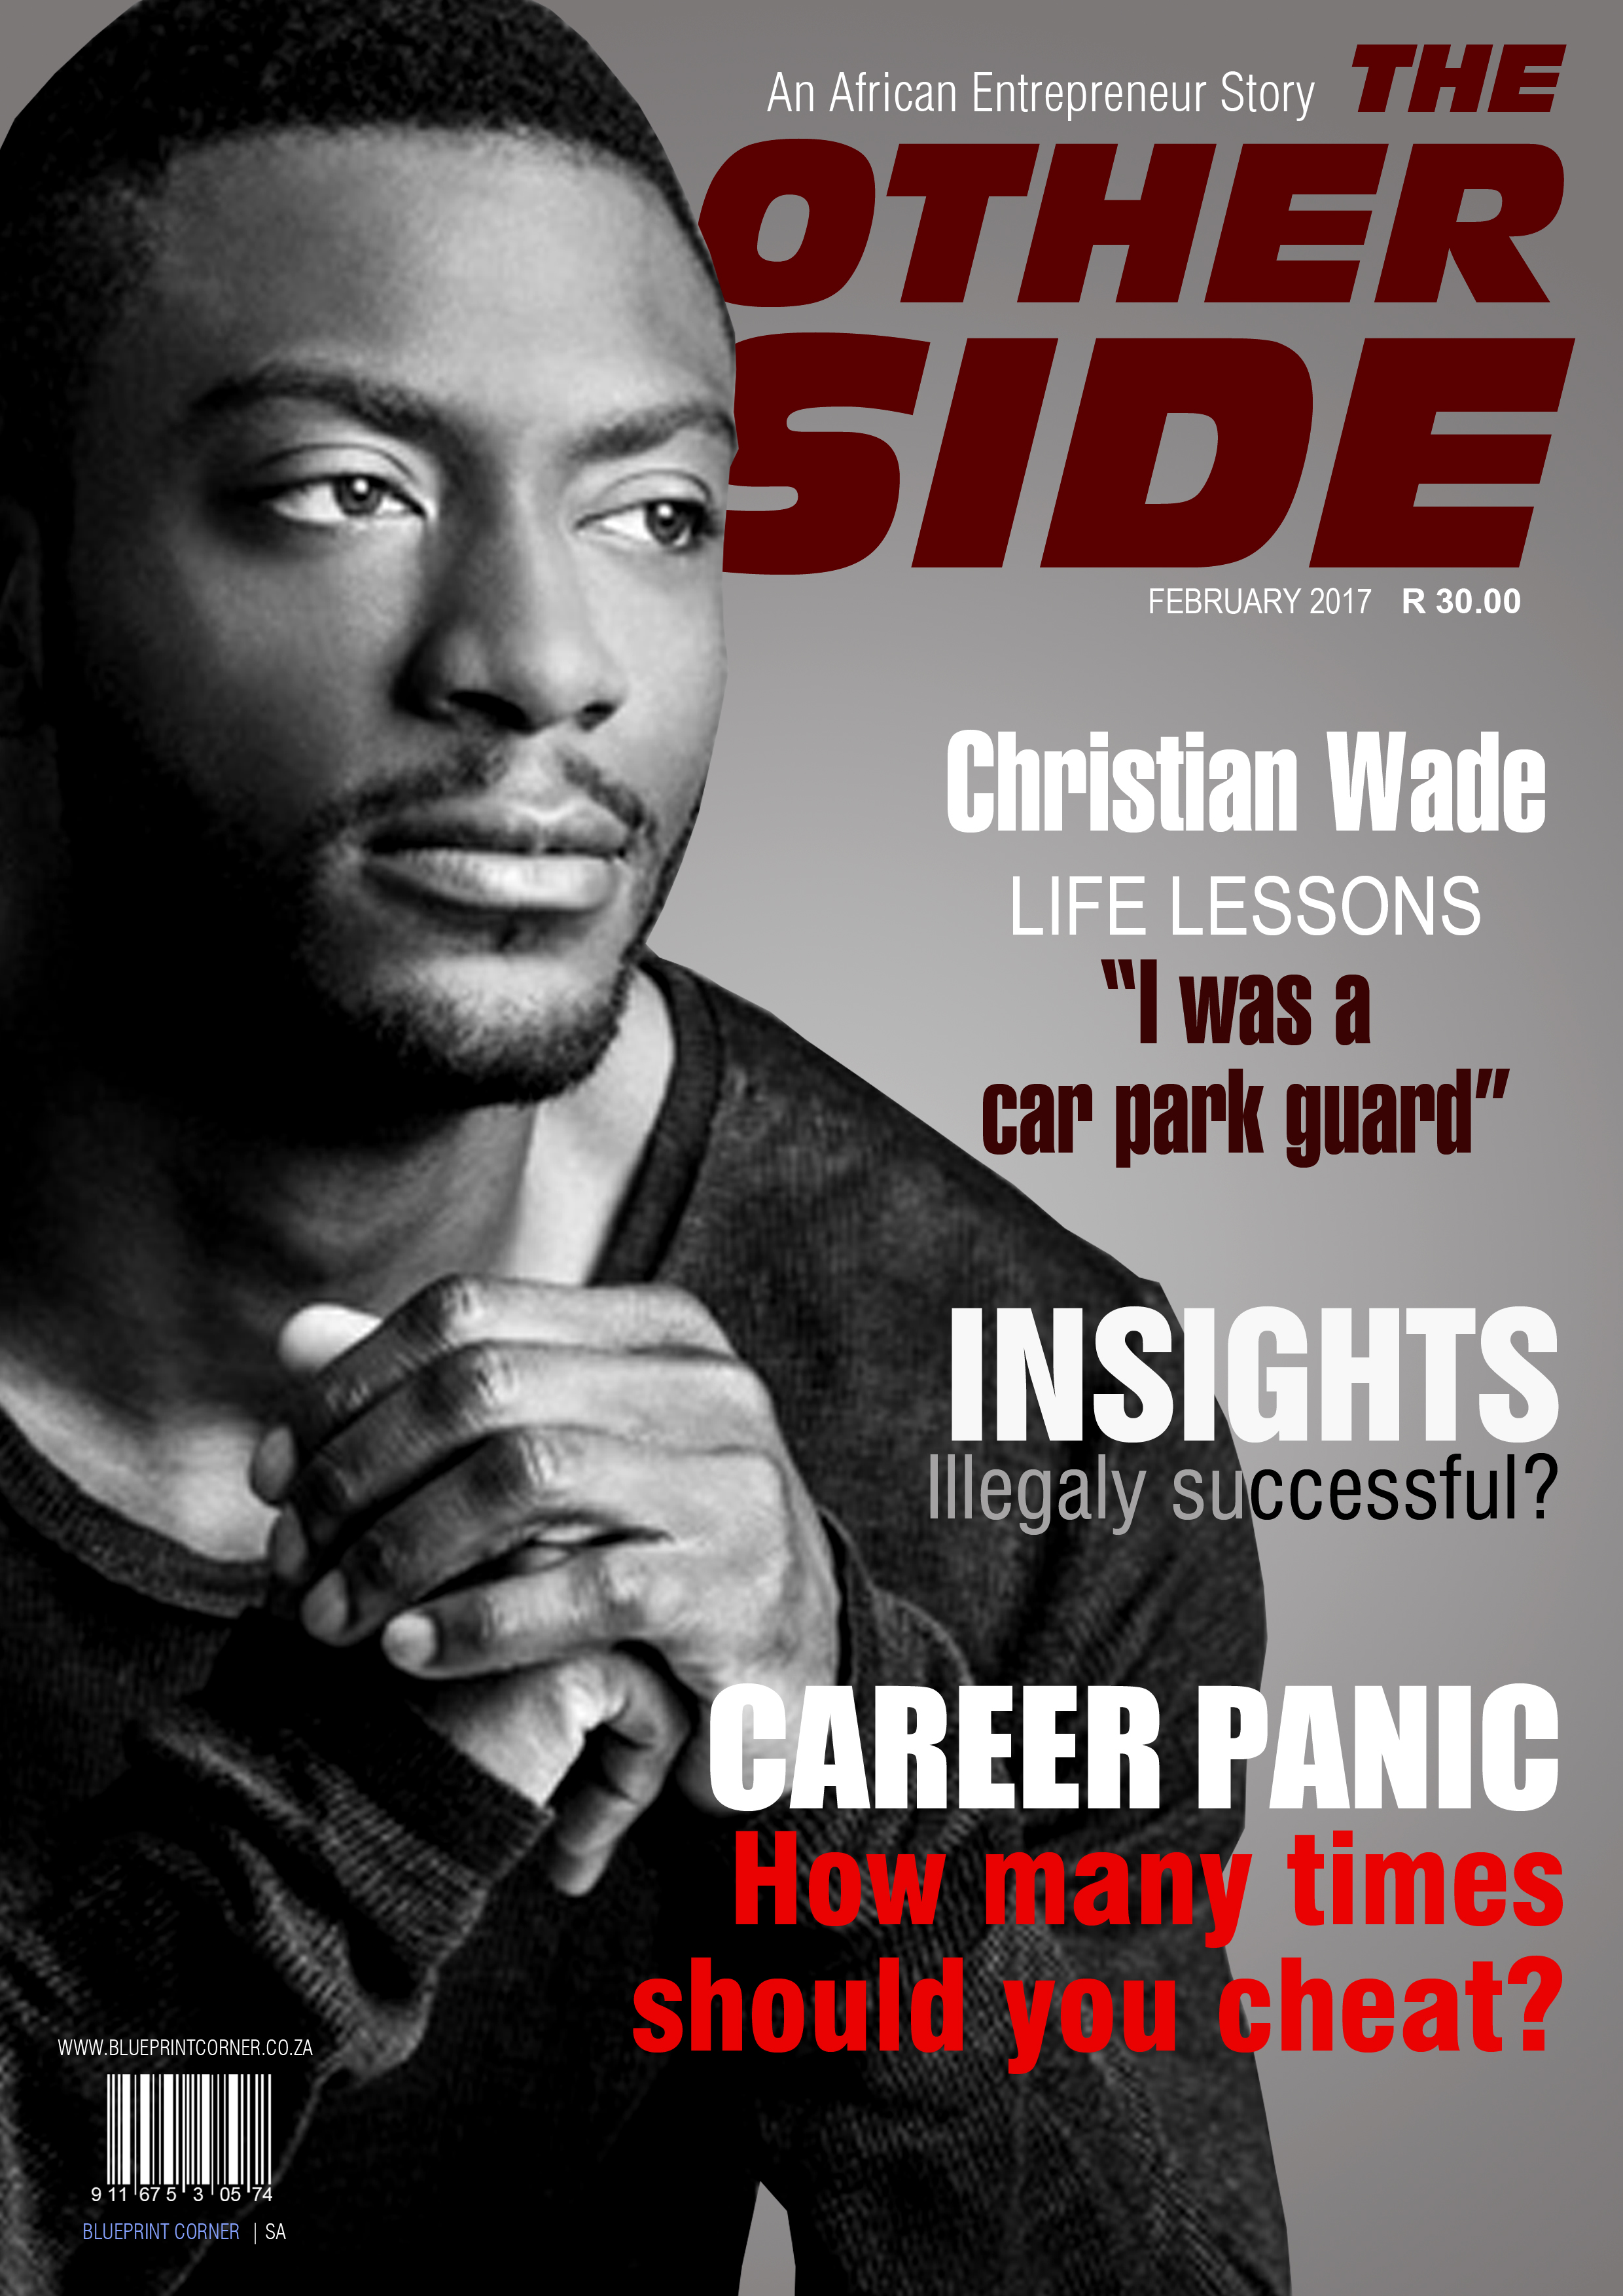 An African Entrepreneur Story THE
OTHER
SIDE
FEBRUARY 2017 R 30.00
Christian Wade
LIFE LESSONS
“I was a
car park guard”
INSIGHTS
Illegaly successful?
CAREER PANIC
How many times
should you cheat?
WWW.BLUEPRINTCORNER.CO.ZA
9 11 67 5 3 05 74
BLUEPRINT CORNER | SA